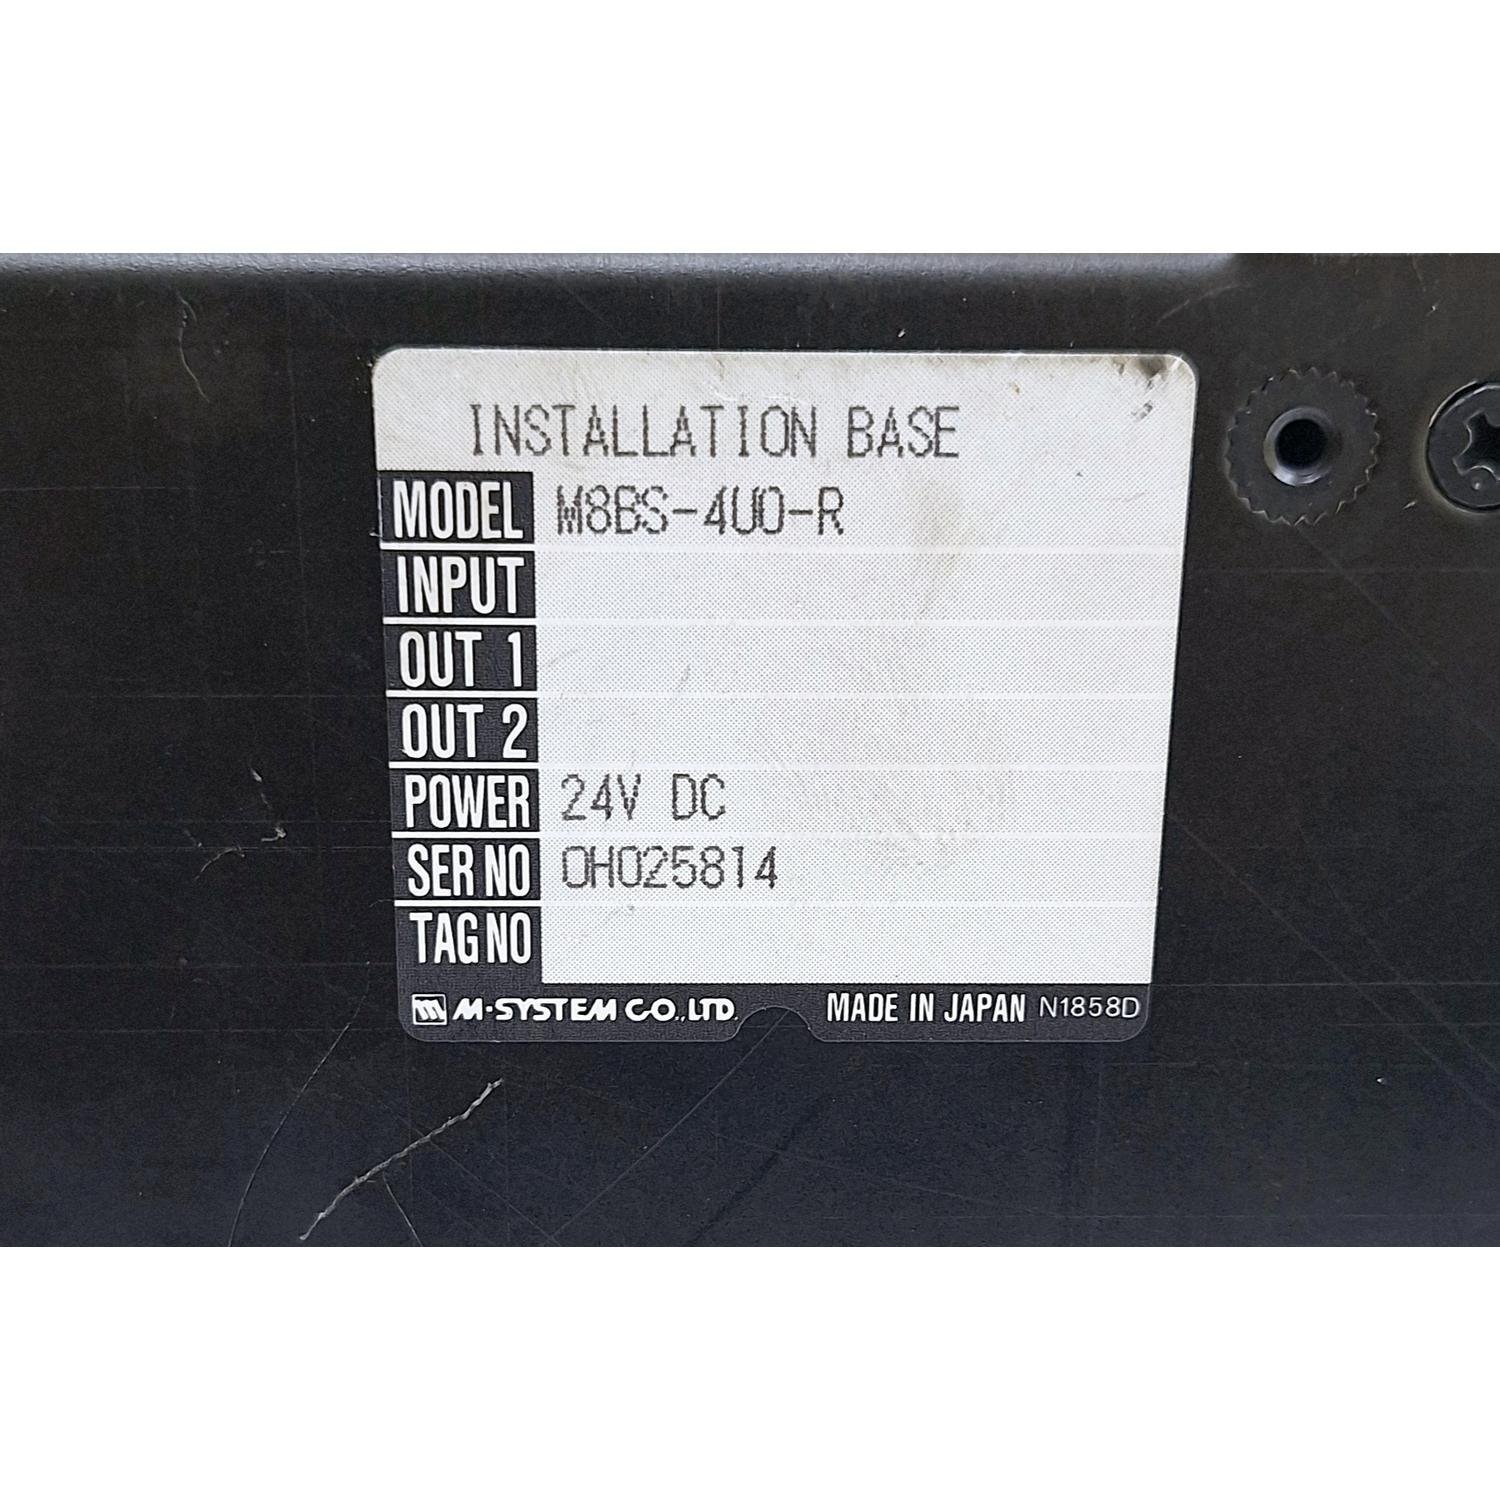 INSTALLATION BASE
MODEL M8BS-4U0-R
INPUT
OUT 1
OUT 2
POWER 24V DC
SER NO 0H025814
TAG NO
M-SYSTEM CO.,LTD. MADE IN JAPAN N1858D